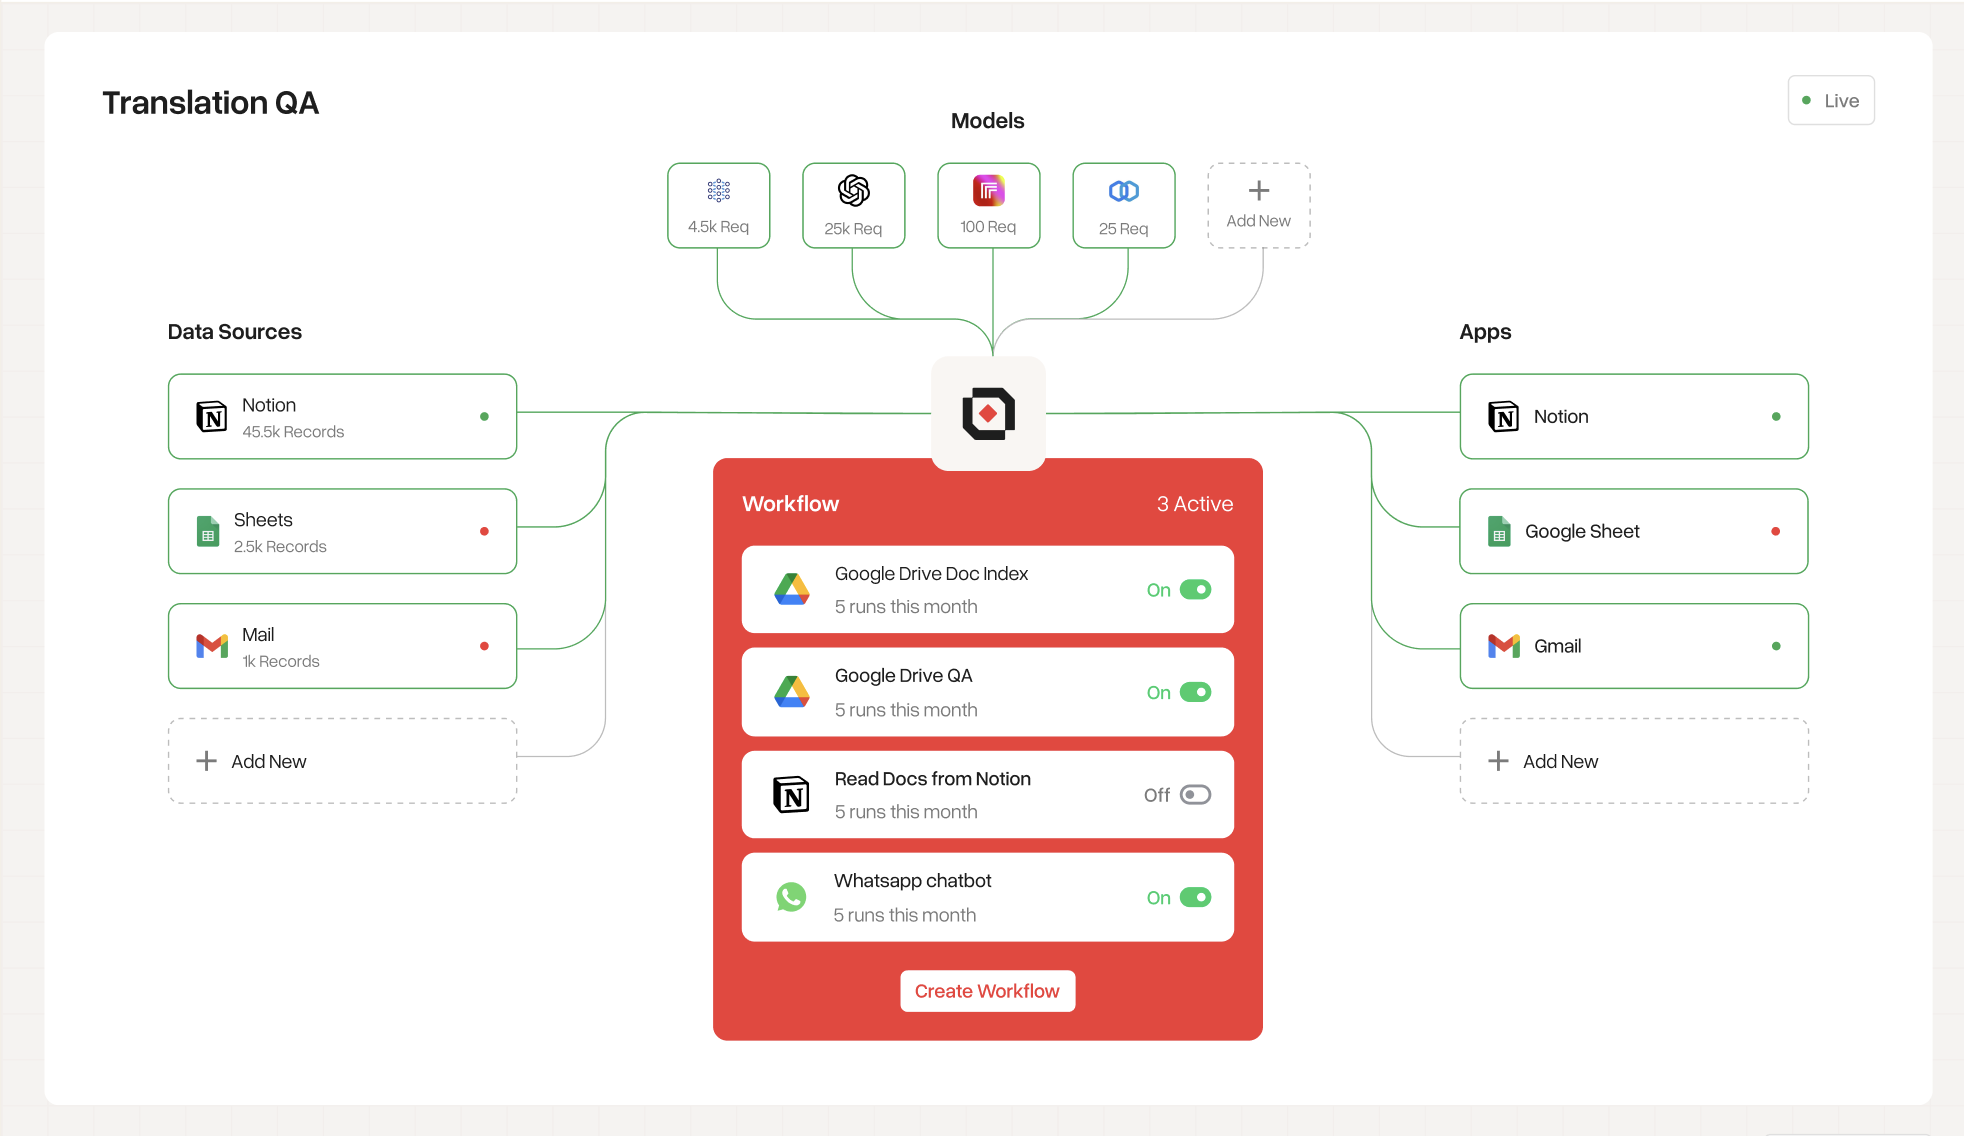 Translation QA
Live
Models
4.5k Req
25k Req
100 Req
25 Req
Add New
Data Sources
Notion
45.5k Records
Sheets
2.5k Records
Mail
1k Records
Add New
Workflow
3 Active
Google Drive Doc Index
5 runs this month
On
Google Drive QA
5 runs this month
On
Read Docs from Notion
5 runs this month
Off
Whatsapp chatbot
5 runs this month
On
Create Workflow
Apps
Notion
Google Sheet
Gmail
Add New